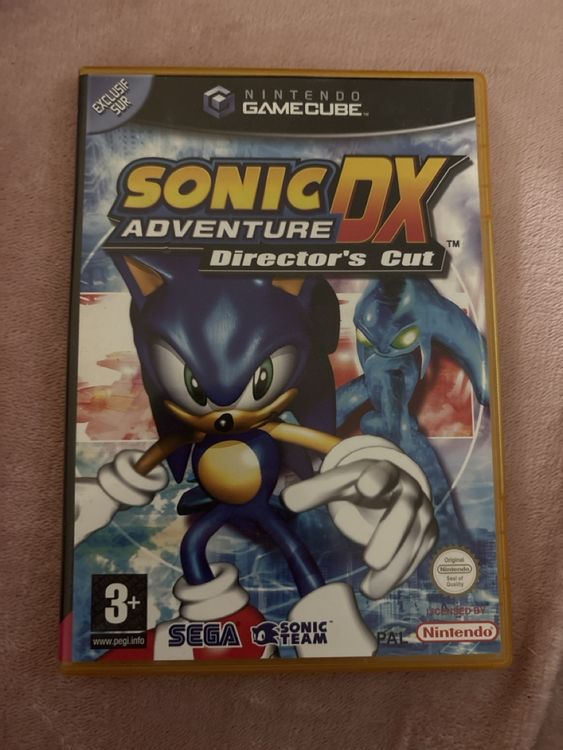 EXCLUSIF
SUR
NINTENDO
GAMECUBE™
SONIC
ADVENTURE
DX
Director's Cut
™
3+
www.pegi.info
SEGA
SONIC
TEAM
PAL
Original
Nintendo
Seal of
Quality
LICENSED BY
Nintendo